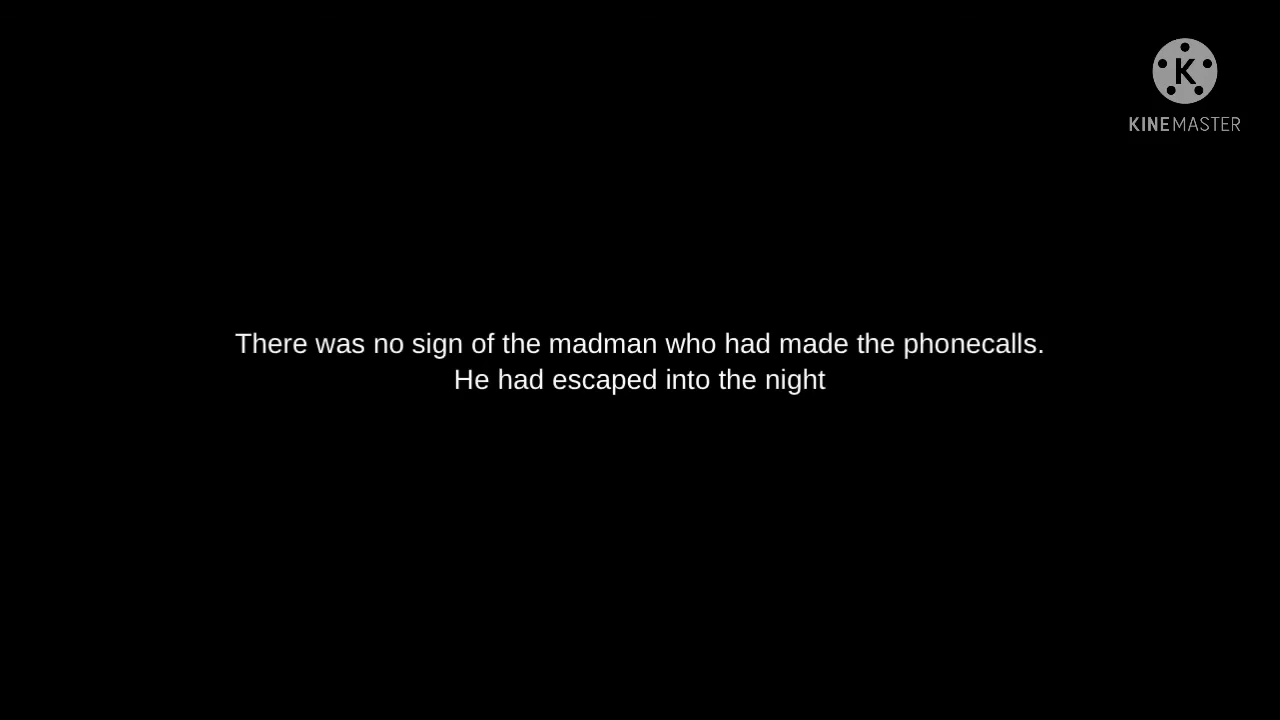 K
KINEMASTER
There was no sign of the madman who had made the phonecalls.
He had escaped into the night